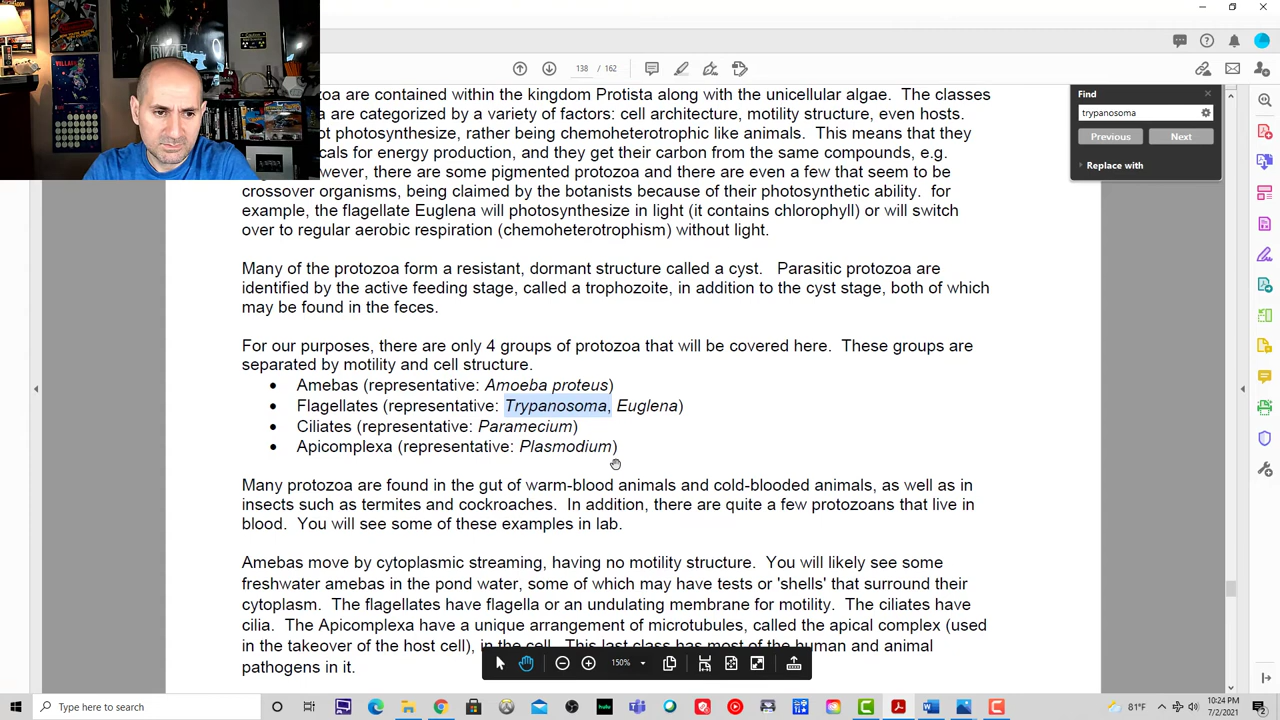 138 / 162
Find
trypanosoma
Previous
Next
Replace with
zoa are contained within the kingdom Protista along with the unicellular algae. The classes
a are categorized by a variety of factors: cell architecture, motility structure, even hosts.
ot photosynthesize, rather being chemoheterotrophic like animals. This means that they
cals for energy production, and they get their carbon from the same compounds, e.g.
wever, there are some pigmented protozoa and there are even a few that seem to be
crossover organisms, being claimed by the botanists because of their photosynthetic ability. for
example, the flagellate Euglena will photosynthesize in light (it contains chlorophyll) or will switch
over to regular aerobic respiration (chemoheterotrophism) without light.
Many of the protozoa form a resistant, dormant structure called a cyst. Parasitic protozoa are
identified by the active feeding stage, called a trophozoite, in addition to the cyst stage, both of which
may be found in the feces.
For our purposes, there are only 4 groups of protozoa that will be covered here. These groups are
separated by motility and cell structure.
• Amebas (representative: Amoeba proteus)
• Flagellates (representative: Trypanosoma, Euglena)
• Ciliates (representative: Paramecium)
• Apicomplexa (representative: Plasmodium)
Many protozoa are found in the gut of warm-blood animals and cold-blooded animals, as well as in
insects such as termites and cockroaches. In addition, there are quite a few protozoans that live in
blood. You will see some of these examples in lab.
Amebas move by cytoplasmic streaming, having no motility structure. You will likely see some
freshwater amebas in the pond water, some of which may have tests or 'shells' that surround their
cytoplasm. The flagellates have flagella or an undulating membrane for motility. The ciliates have
cilia. The Apicomplexa have a unique arrangement of microtubules, called the apical complex (used
in the takeover of the host cell), in the cell. This last class has most of the human and animal
pathogens in it.
150%
Type here to search
hulu
81°F
10:24 PM
7/2/2021